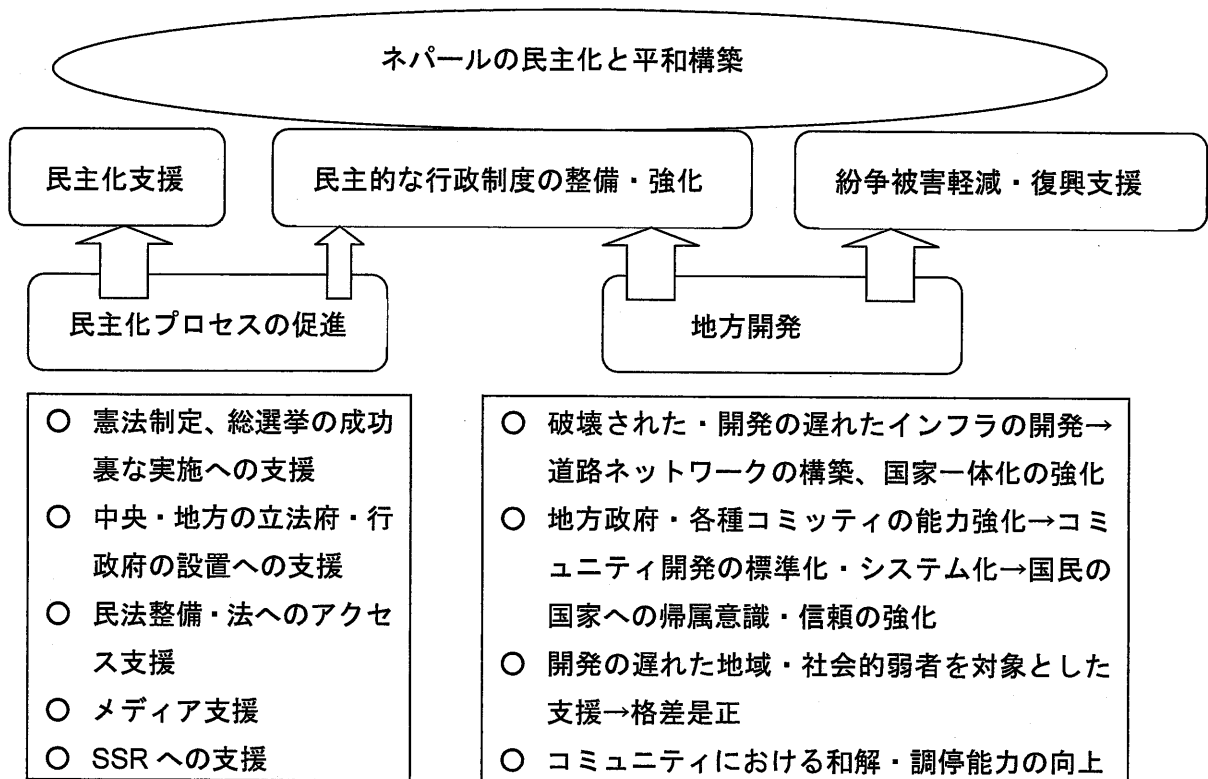 ネパールの民主化と平和構築
民主化支援
民主的な行政制度の整備・強化
紛争被害軽減・復興支援
民主化プロセスの促進
地方開発
○ 憲法制定、総選挙の成功
裏な実施への支援
○ 中央・地方の立法府・行
政府の設置への支援
○ 民法整備・法へのアクセ
ス支援
○ メディア支援
○ SSR への支援
○ 破壊された・開発の遅れたインフラの開発→
道路ネットワークの構築、国家一体化の強化
○ 地方政府・各種コミッティの能力強化→コミ
ュニティ開発の標準化・システム化→国民の
国家への帰属意識・信頼の強化
○ 開発の遅れた地域・社会的弱者を対象とした
支援→格差是正
○ コミュニティにおける和解・調停能力の向上